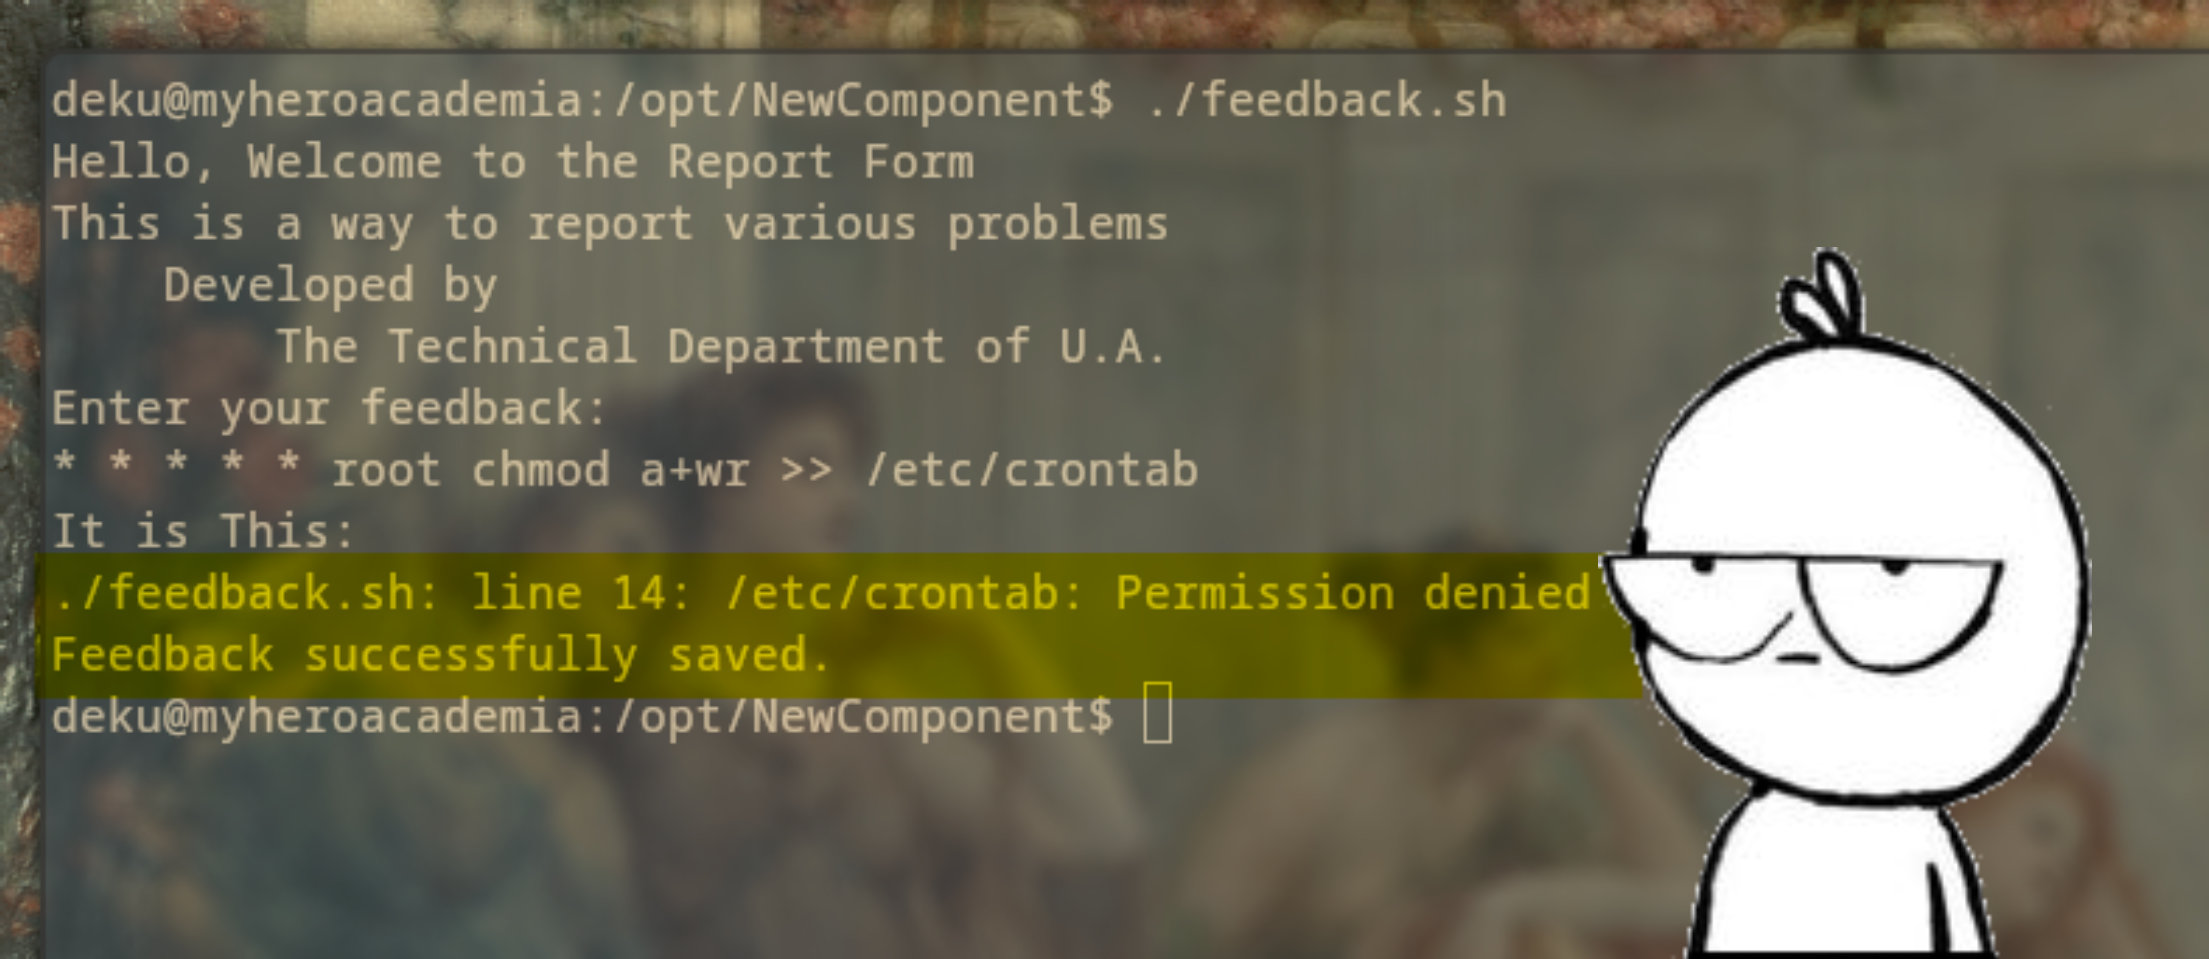 deku@myheroacademia:/opt/NewComponent$ ./feedback.sh
Hello, Welcome to the Report Form
This is a way to report various problems
    Developed by
        The Technical Department of U.A.
Enter your feedback:
* * * * * root chmod a+wr >> /etc/crontab
It is This:
./feedback.sh: line 14: /etc/crontab: Permission denied
Feedback successfully saved.
deku@myheroacademia:/opt/NewComponent$